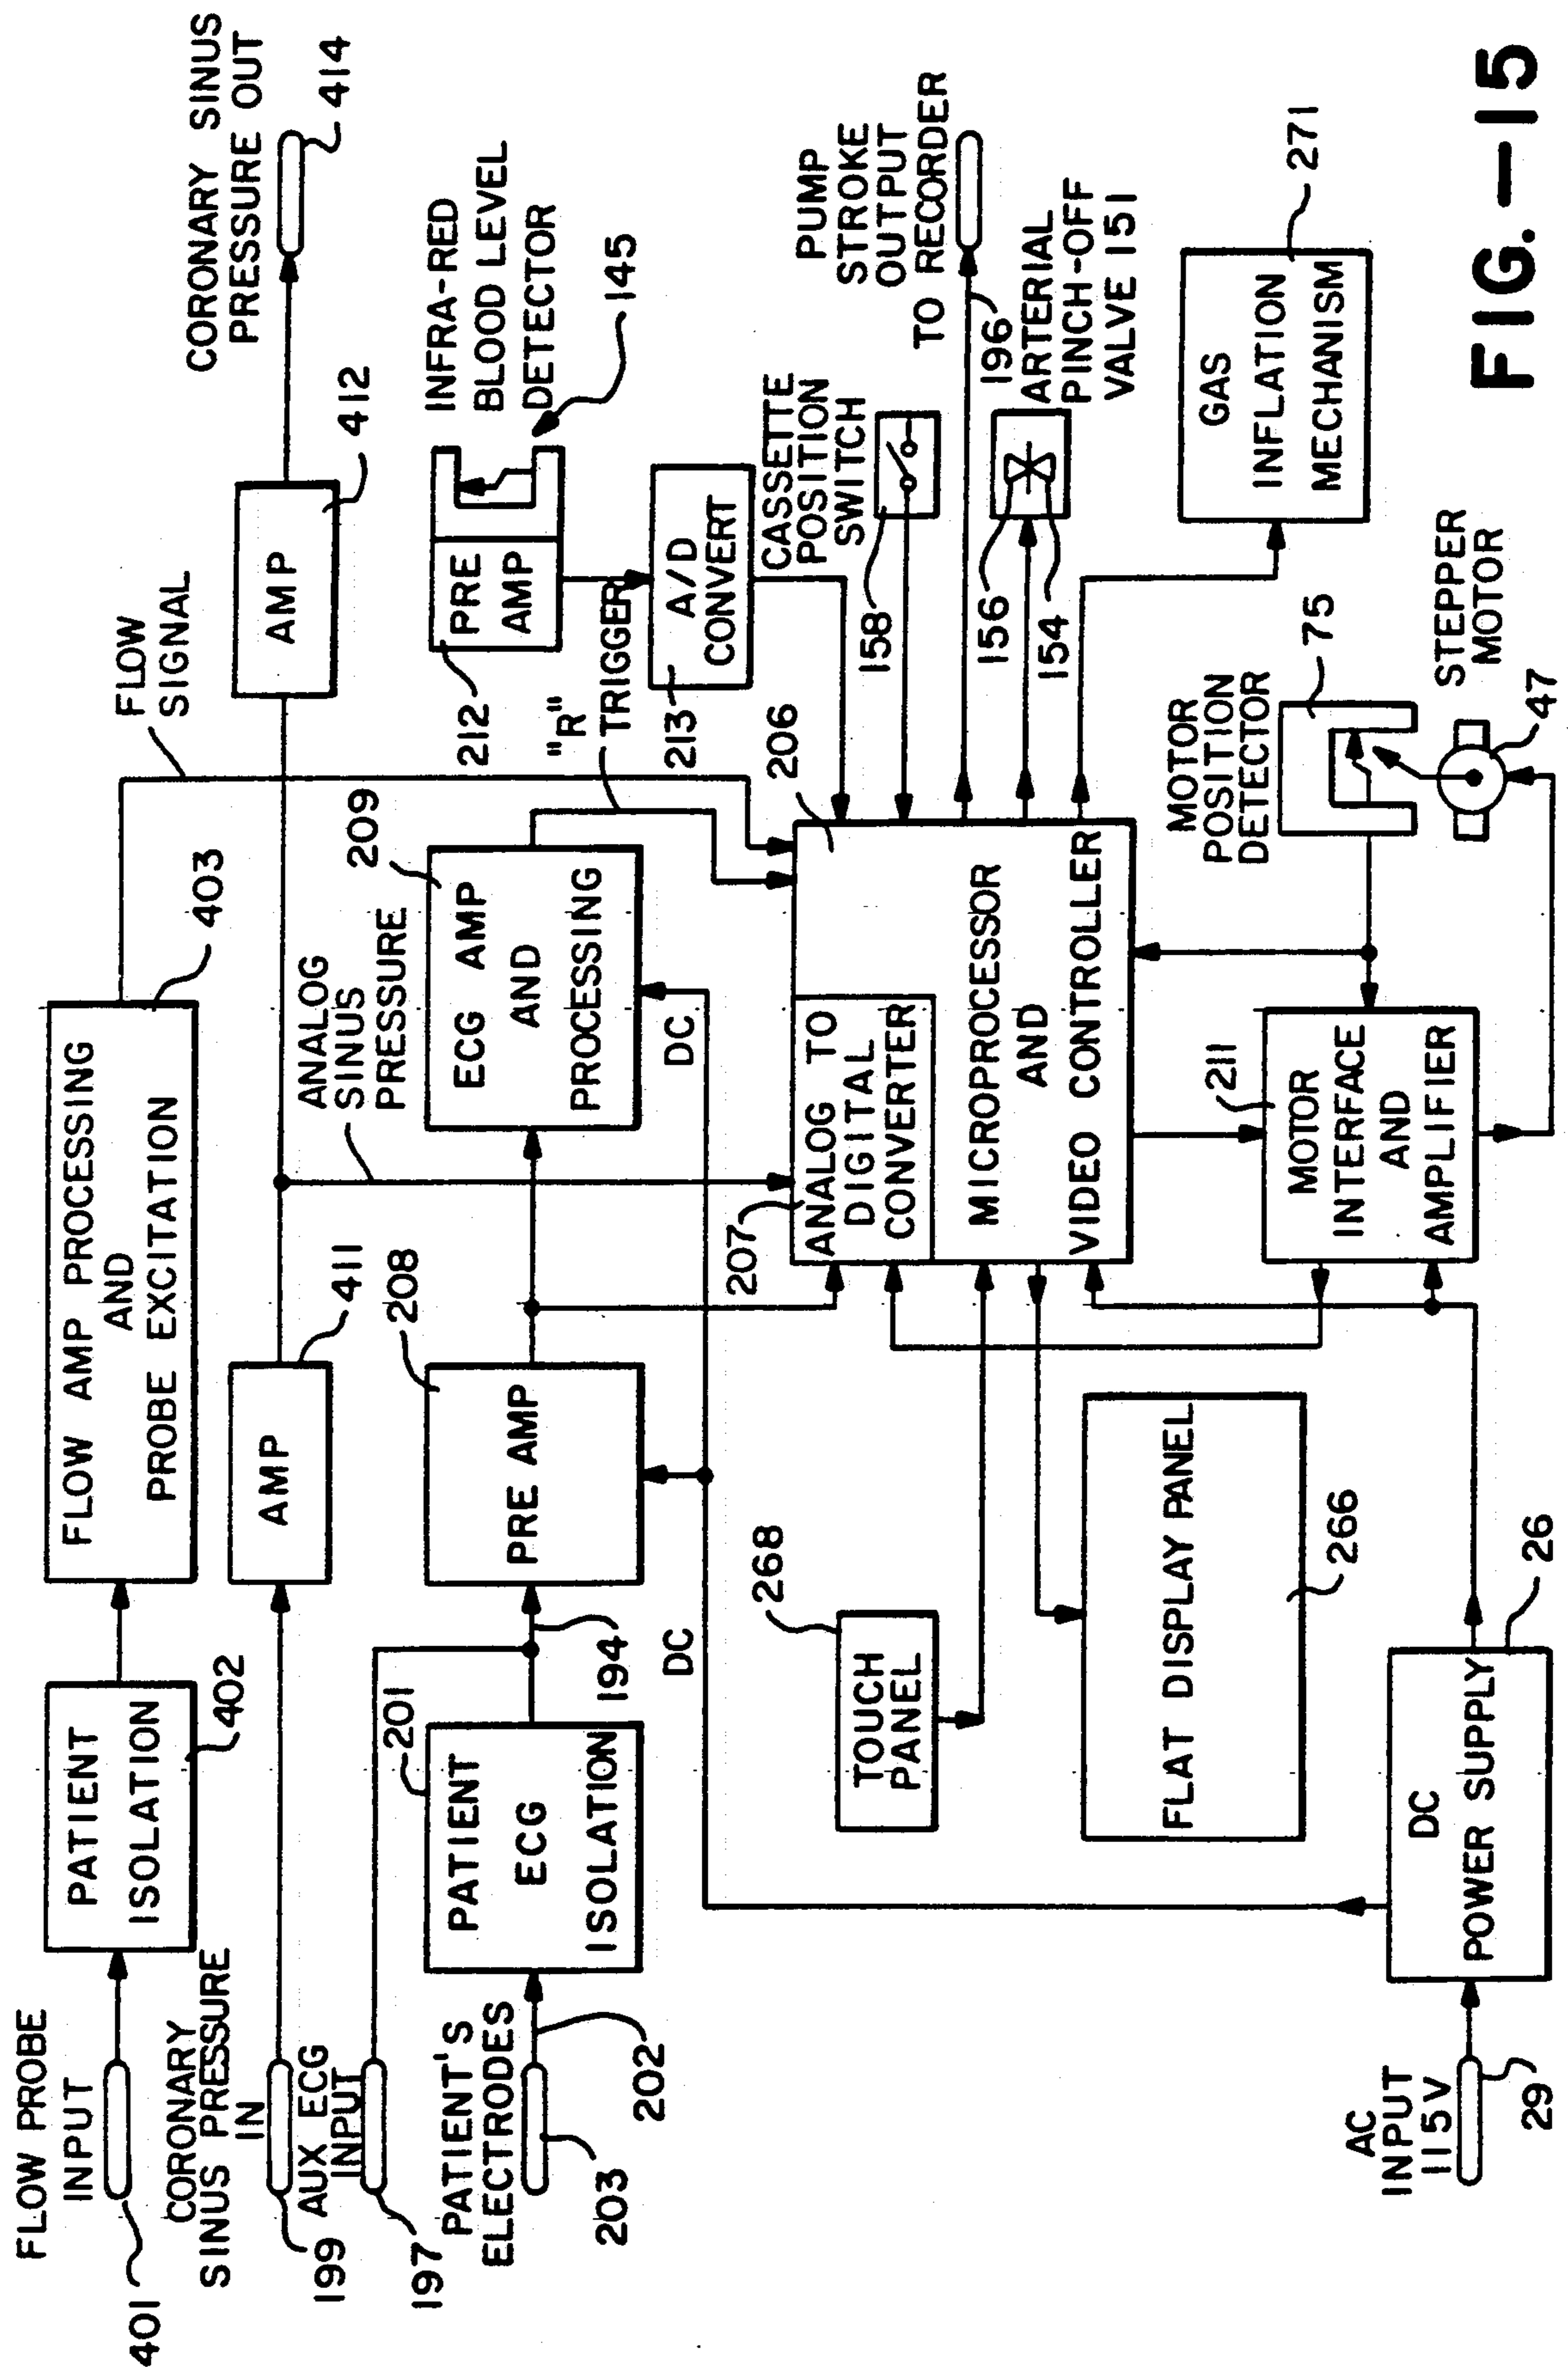 FLOW PROBE
INPUT
401
PATIENT
ISOLATION
402
FLOW AMP PROCESSING
AND
PROBE EXCITATION
403
FLOW
SIGNAL
CORONARY
SINUS PRESSURE
IN
199
AMP
411
ANALOG
SINUS
PRESSURE
AMP
412
CORONARY SINUS
PRESSURE OUT
414
AUX ECG
INPUT
197
PATIENT'S
ELECTRODES
203
202
PATIENT
ECG
ISOLATION
201
194
PRE AMP
208
ECG AMP
AND
PROCESSING
209
"R"
TRIGGER
DC
DC
INFRA-RED
BLOOD LEVEL
DETECTOR
145
PRE
AMP
212
A/D
CONVERT
213
CASSETTE
POSITION
SWITCH
158
PUMP
STROKE
OUTPUT
TO RECORDER
196
ARTERIAL
PINCH-OFF
VALVE 151
156
154
GAS
INFLATION
MECHANISM
271
206
207
ANALOG TO
DIGITAL
CONVERTER
MICROPROCESSOR
AND
VIDEO CONTROLLER
268
TOUCH
PANEL
FLAT DISPLAY PANEL
266
211
MOTOR
INTERFACE
AND
AMPLIFIER
MOTOR
POSITION
DETECTOR
75
STEPPER
MOTOR
47
AC
INPUT
115V
29
DC
POWER SUPPLY
26
FIG.-15